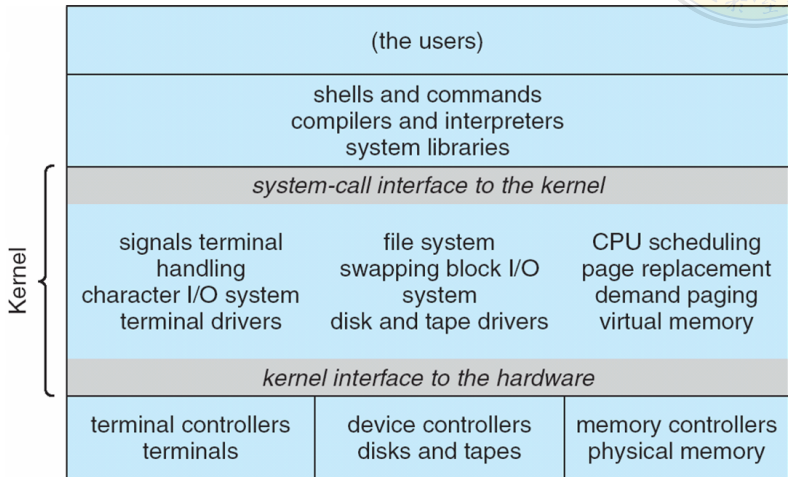 (the users)
shells and commands
compilers and interpreters
system libraries
Kernel
system-call interface to the kernel
signals terminal
handling
character I/O system
terminal drivers
file system
swapping block I/O
system
disk and tape drivers
CPU scheduling
page replacement
demand paging
virtual memory
kernel interface to the hardware
terminal controllers
terminals
device controllers
disks and tapes
memory controllers
physical memory